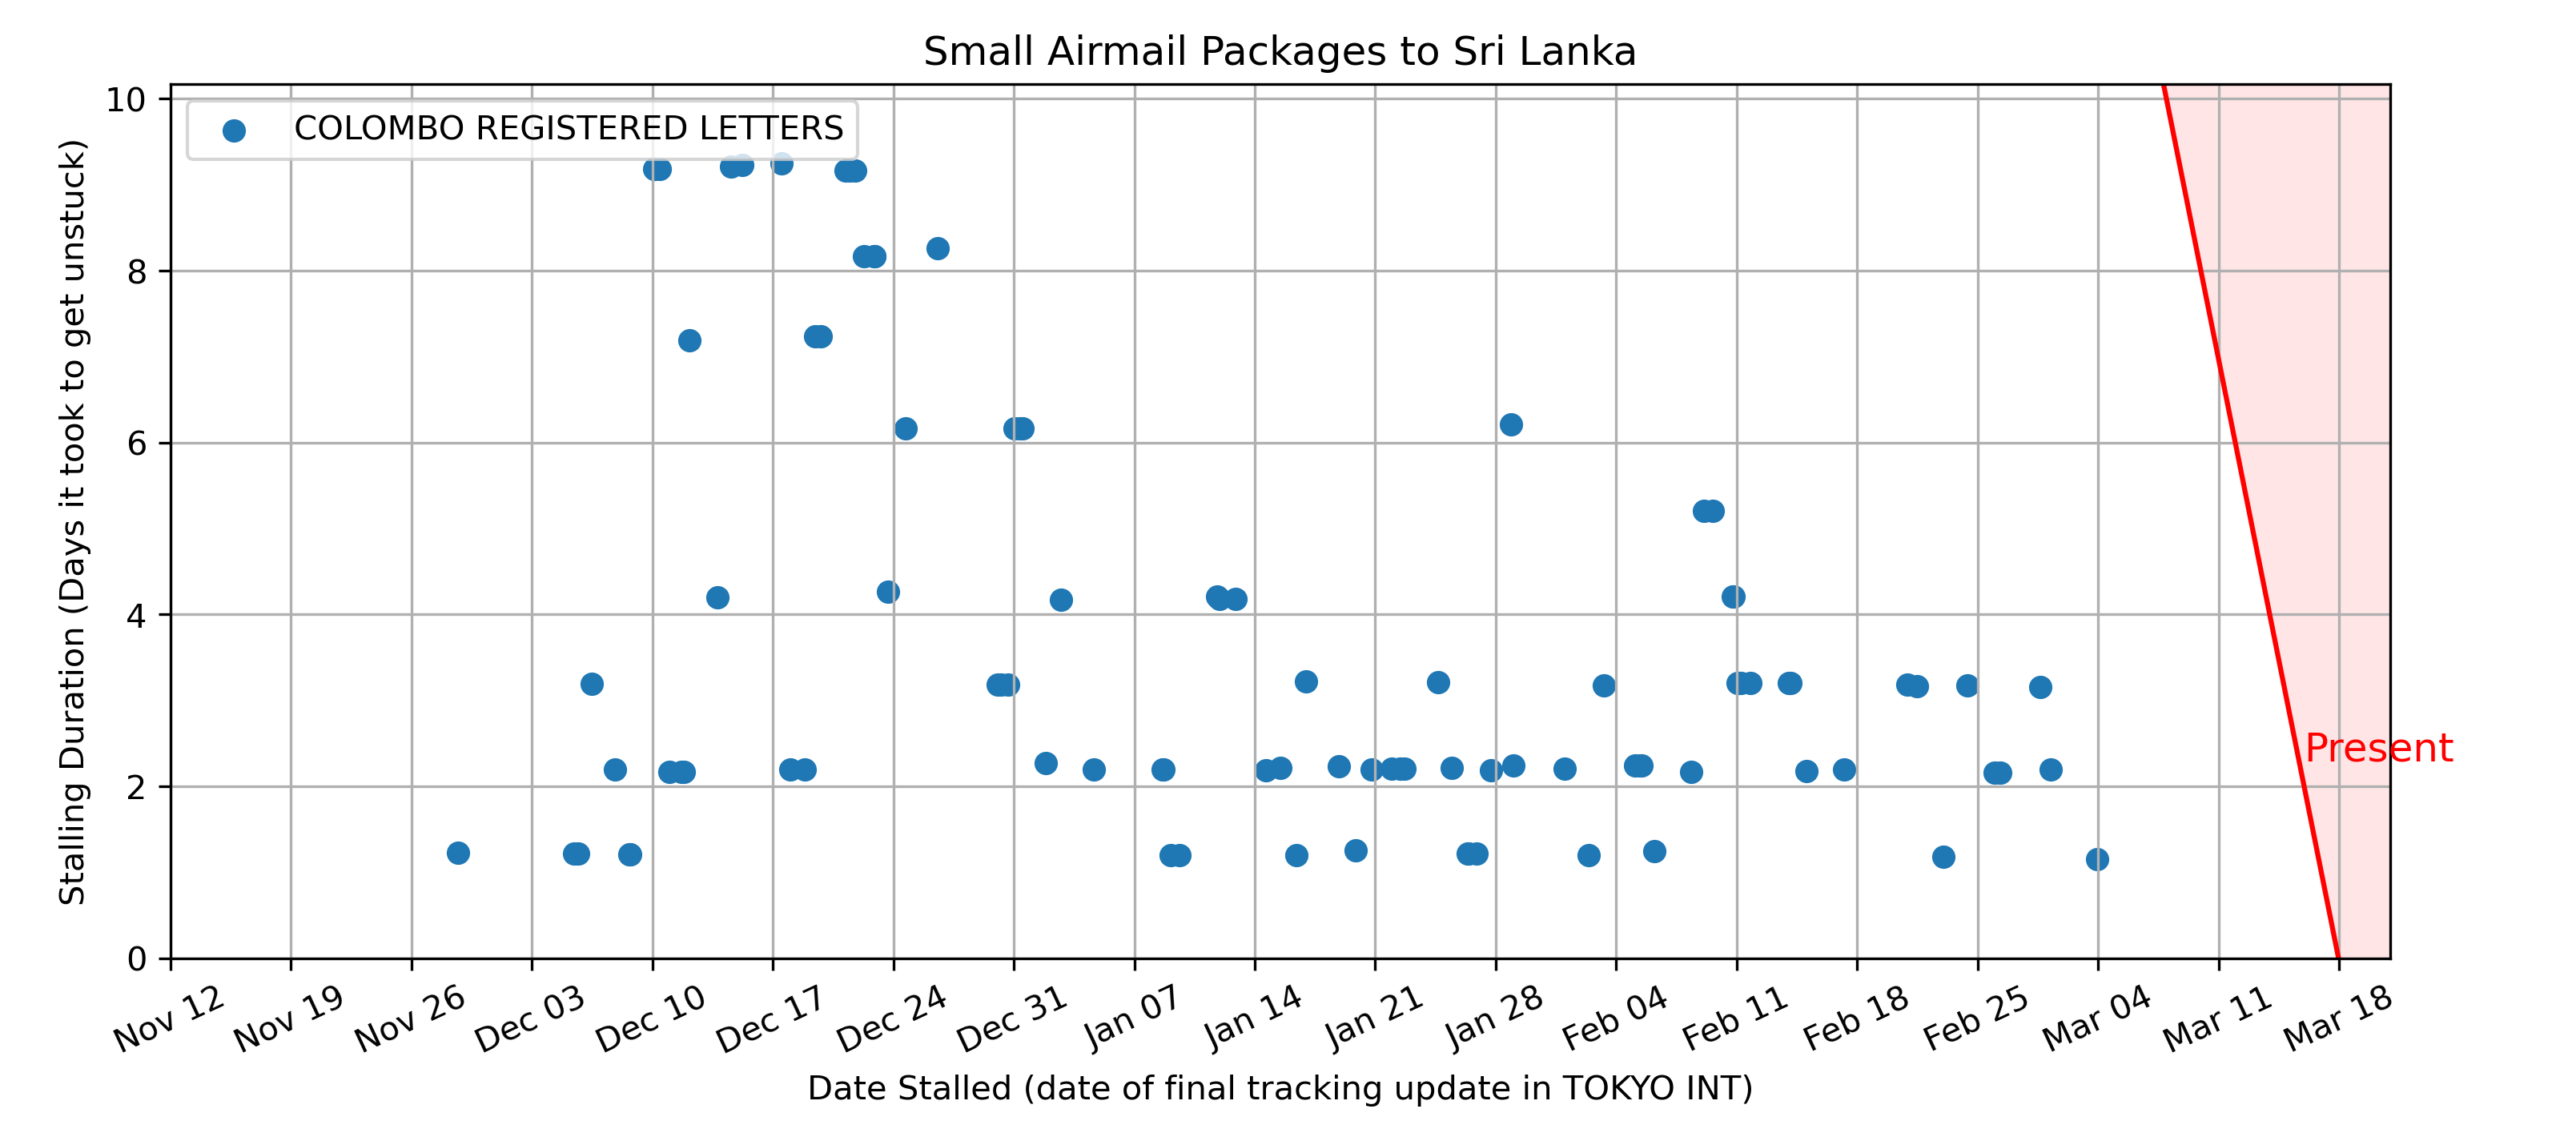 Small Airmail Packages to Sri Lanka
COLOMBO REGISTERED LETTERS
Stalling Duration (Days it took to get unstuck)
10
8
6
4
2
0
Present
Nov 12 Nov 19 Nov 26 Dec 03 Dec 10 Dec 17 Dec 24 Dec 31 Jan 07 Jan 14 Jan 21 Jan 28 Feb 04 Feb 11 Feb 18 Feb 25 Mar 04 Mar 11 Mar 18
Date Stalled (date of final tracking update in TOKYO INT)